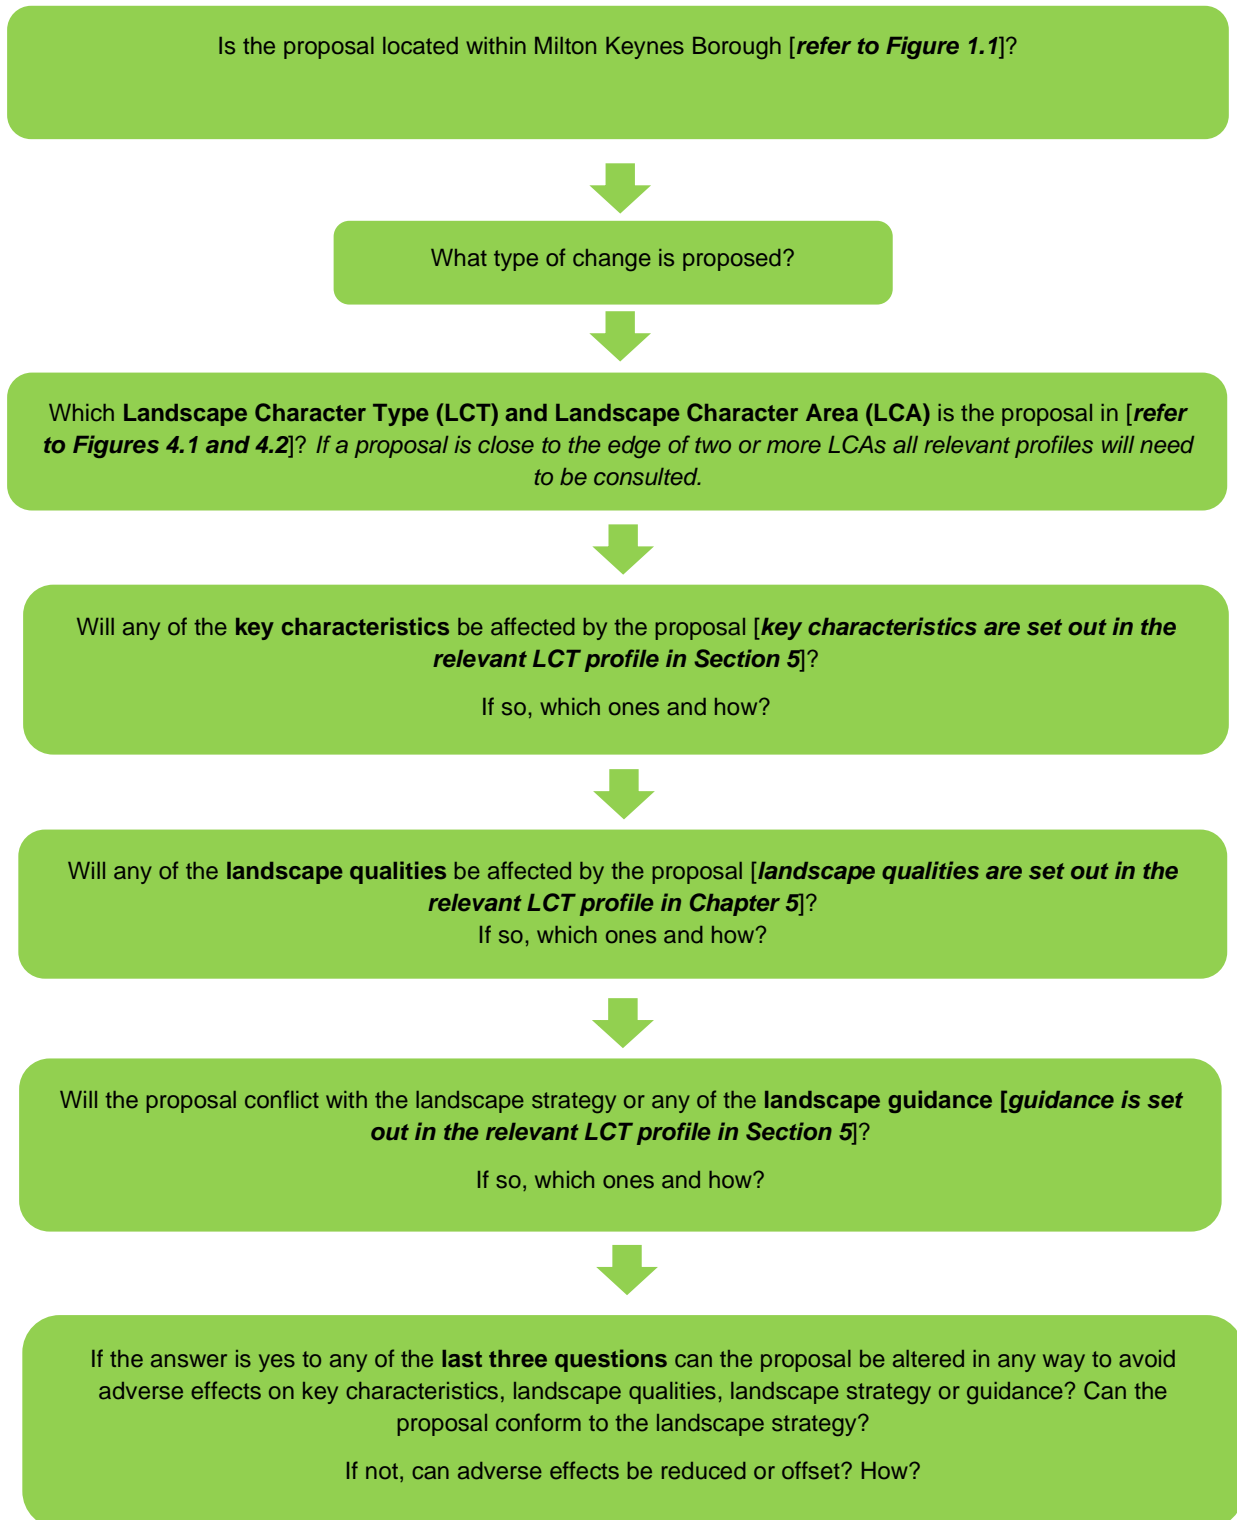 Is the proposal located within Milton Keynes Borough [refer to Figure 1.1]?
What type of change is proposed?
Which Landscape Character Type (LCT) and Landscape Character Area (LCA) is the proposal in [refer
to Figures 4.1 and 4.2]? If a proposal is close to the edge of two or more LCAs all relevant profiles will need
to be consulted.
Will any of the key characteristics be affected by the proposal [key characteristics are set out in the
relevant LCT profile in Section 5]?
If so, which ones and how?
Will any of the landscape qualities be affected by the proposal [landscape qualities are set out in the
relevant LCT profile in Chapter 5]?
If so, which ones and how?
Will the proposal conflict with the landscape strategy or any of the landscape guidance [guidance is set
out in the relevant LCT profile in Section 5]?
If so, which ones and how?
If the answer is yes to any of the last three questions can the proposal be altered in any way to avoid
adverse effects on key characteristics, landscape qualities, landscape strategy or guidance? Can the
proposal conform to the landscape strategy?
If not, can adverse effects be reduced or offset? How?